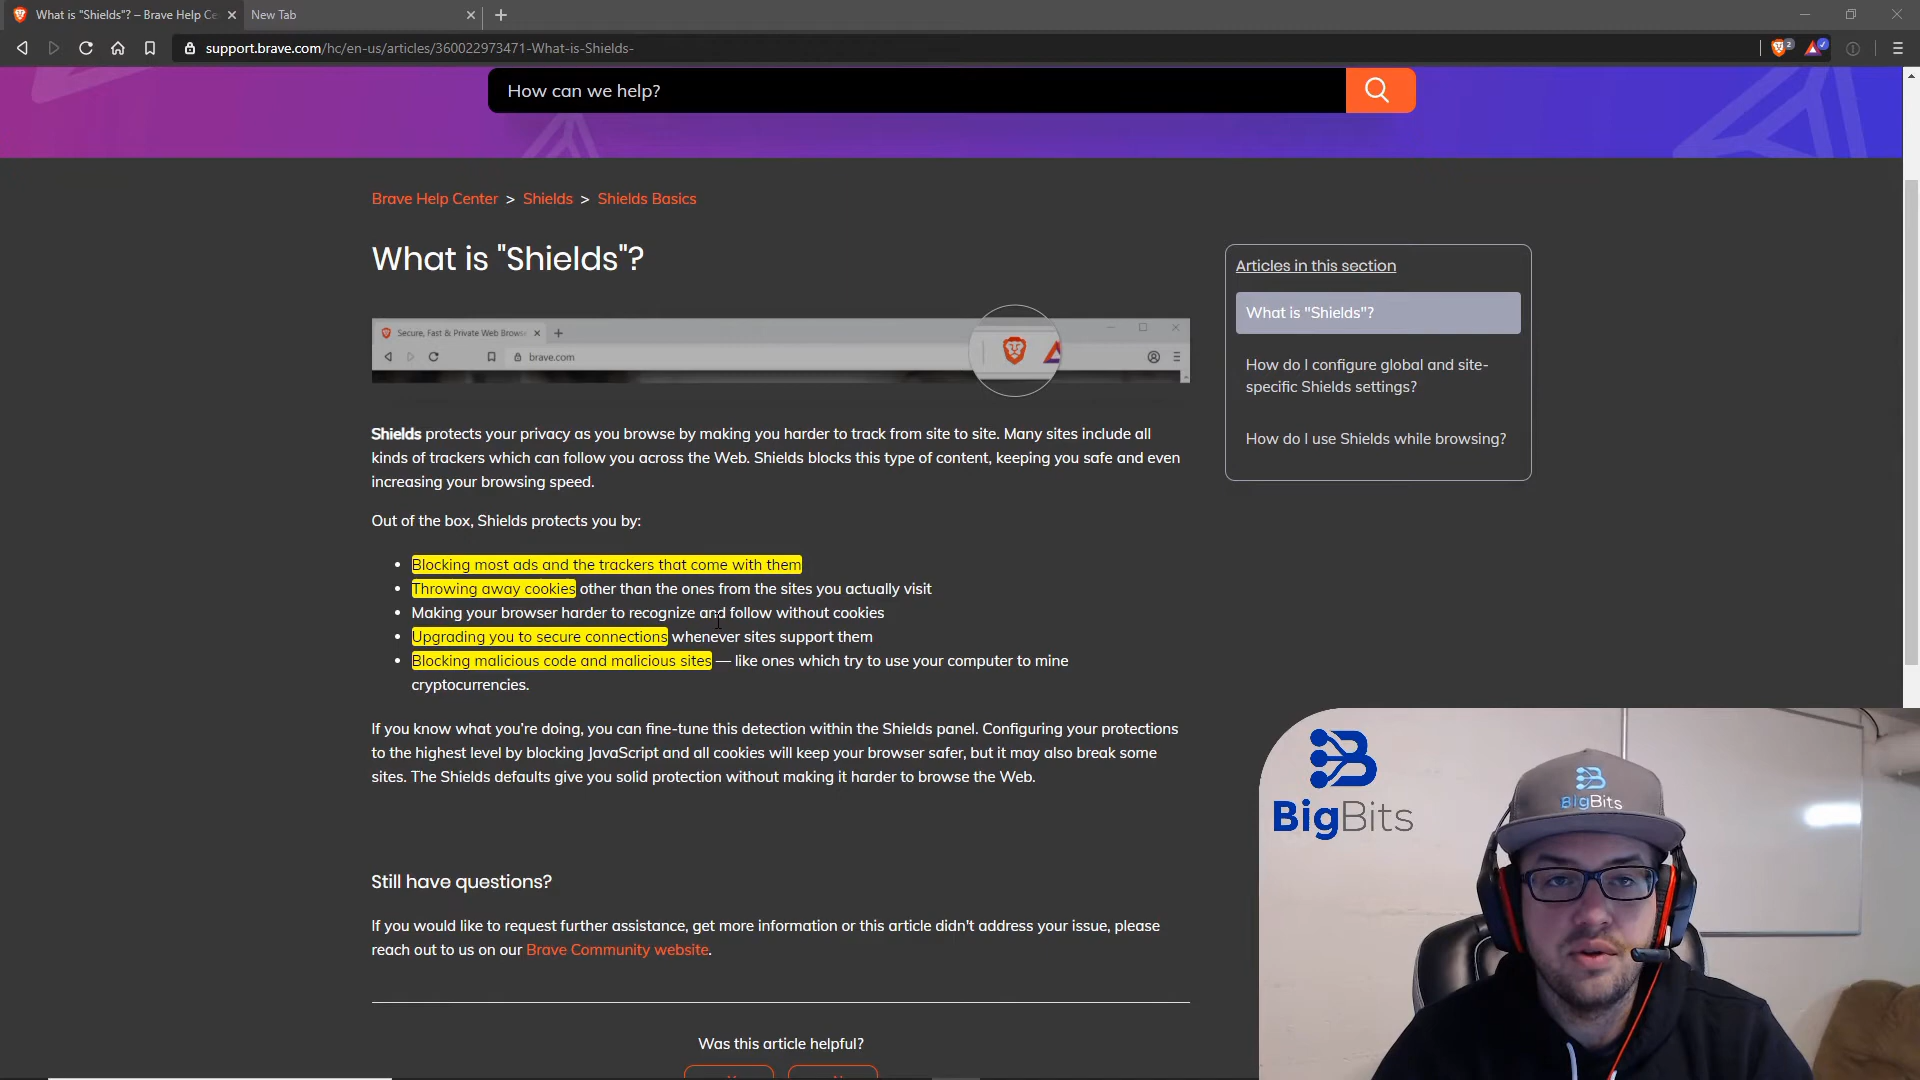 What is "Shields"? – Brave Help Ce
New Tab
support.brave.com/hc/en-us/articles/360022973471-What-is-Shields-
2
How can we help?
Brave Help Center > Shields > Shields Basics
What is "Shields"?
Secure, Fast & Private Web Browse
brave.com
Shields protects your privacy as you browse by making you harder to track from site to site. Many sites include all
kinds of trackers which can follow you across the Web. Shields blocks this type of content, keeping you safe and even
increasing your browsing speed.
Out of the box, Shields protects you by:
• Blocking most ads and the trackers that come with them
• Throwing away cookies other than the ones from the sites you actually visit
• Making your browser harder to recognize and follow without cookies
• Upgrading you to secure connections whenever sites support them
• Blocking malicious code and malicious sites — like ones which try to use your computer to mine
cryptocurrencies.
If you know what you're doing, you can fine-tune this detection within the Shields panel. Configuring your protections
to the highest level by blocking JavaScript and all cookies will keep your browser safer, but it may also break some
sites. The Shields defaults give you solid protection without making it harder to browse the Web.
Still have questions?
If you would like to request further assistance, get more information or this article didn't address your issue, please
reach out to us on our Brave Community website.
Was this article helpful?
Articles in this section
What is "Shields"?
How do I configure global and site-
specific Shields settings?
How do I use Shields while browsing?
BigBits
BigBits